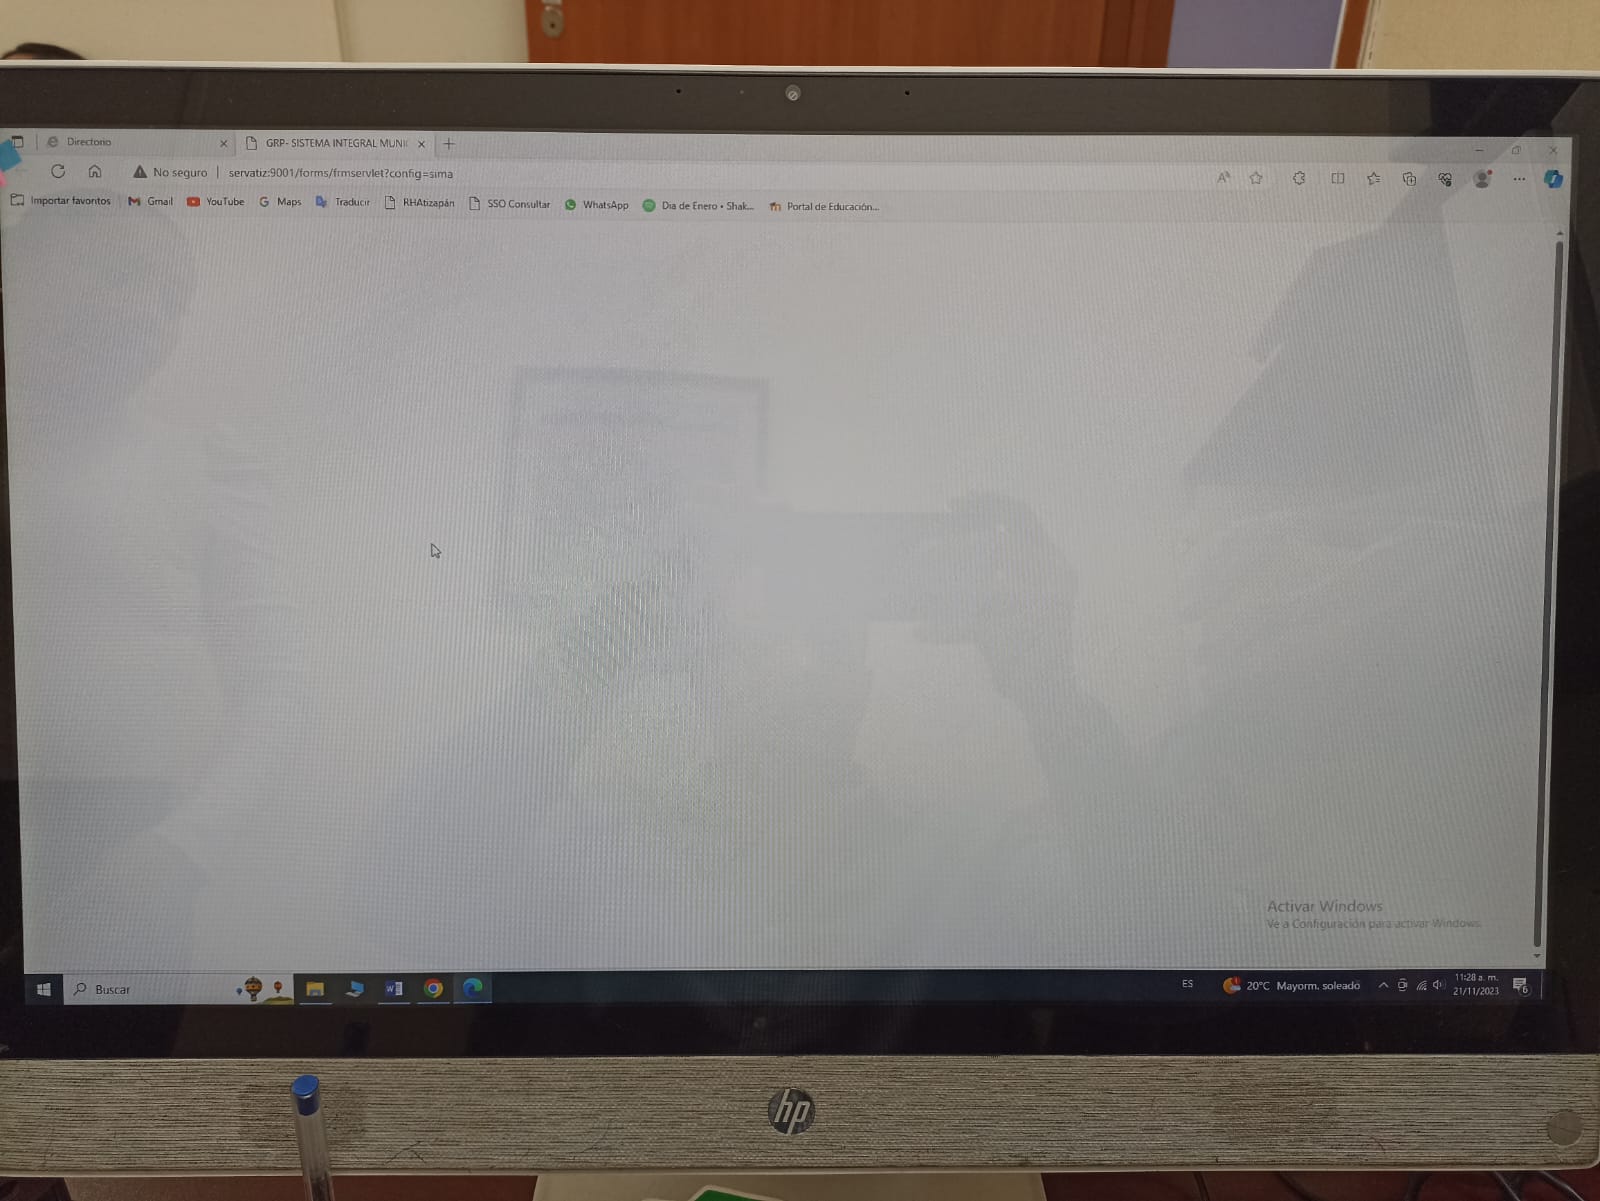 Directorio
GRP- SISTEMA INTEGRAL MUNIC
No seguro | servatiz:9001/forms/frmservlet?config=sima
Importar favoritos Gmail YouTube Maps Traducir RHAtizapán SSO Consultar WhatsApp Dia de Enero • Shak... Portal de Educación...
Activar Windows
Ve a Configuración para activar Windows.
Buscar
ES
20°C Mayorm. soleado
11:28 a. m.
21/11/2023
6
hp